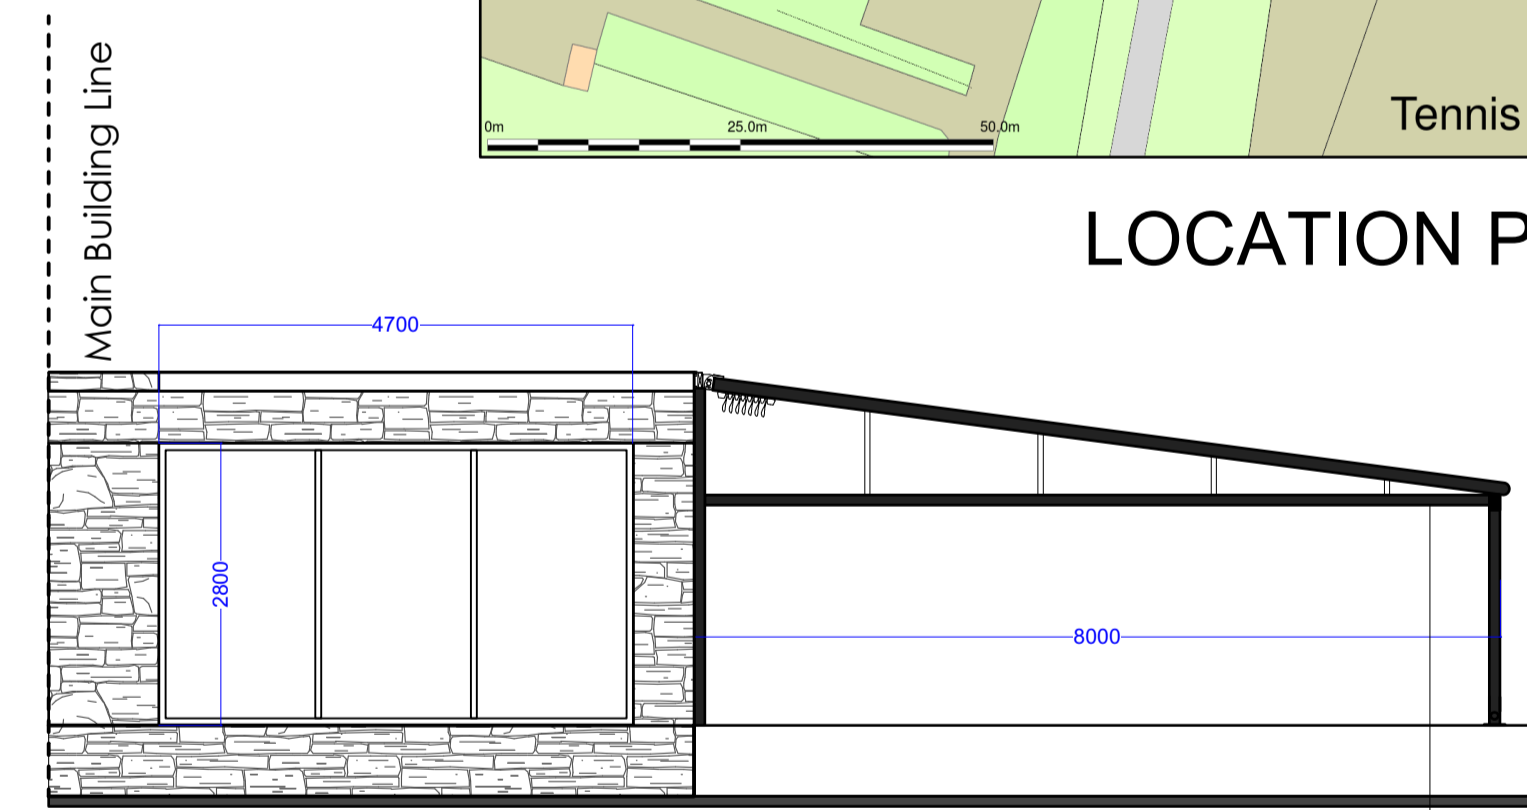 Main Building Line
0m
25.0m
50.0m
Tennis
LOCATION P
4700
2800
8000